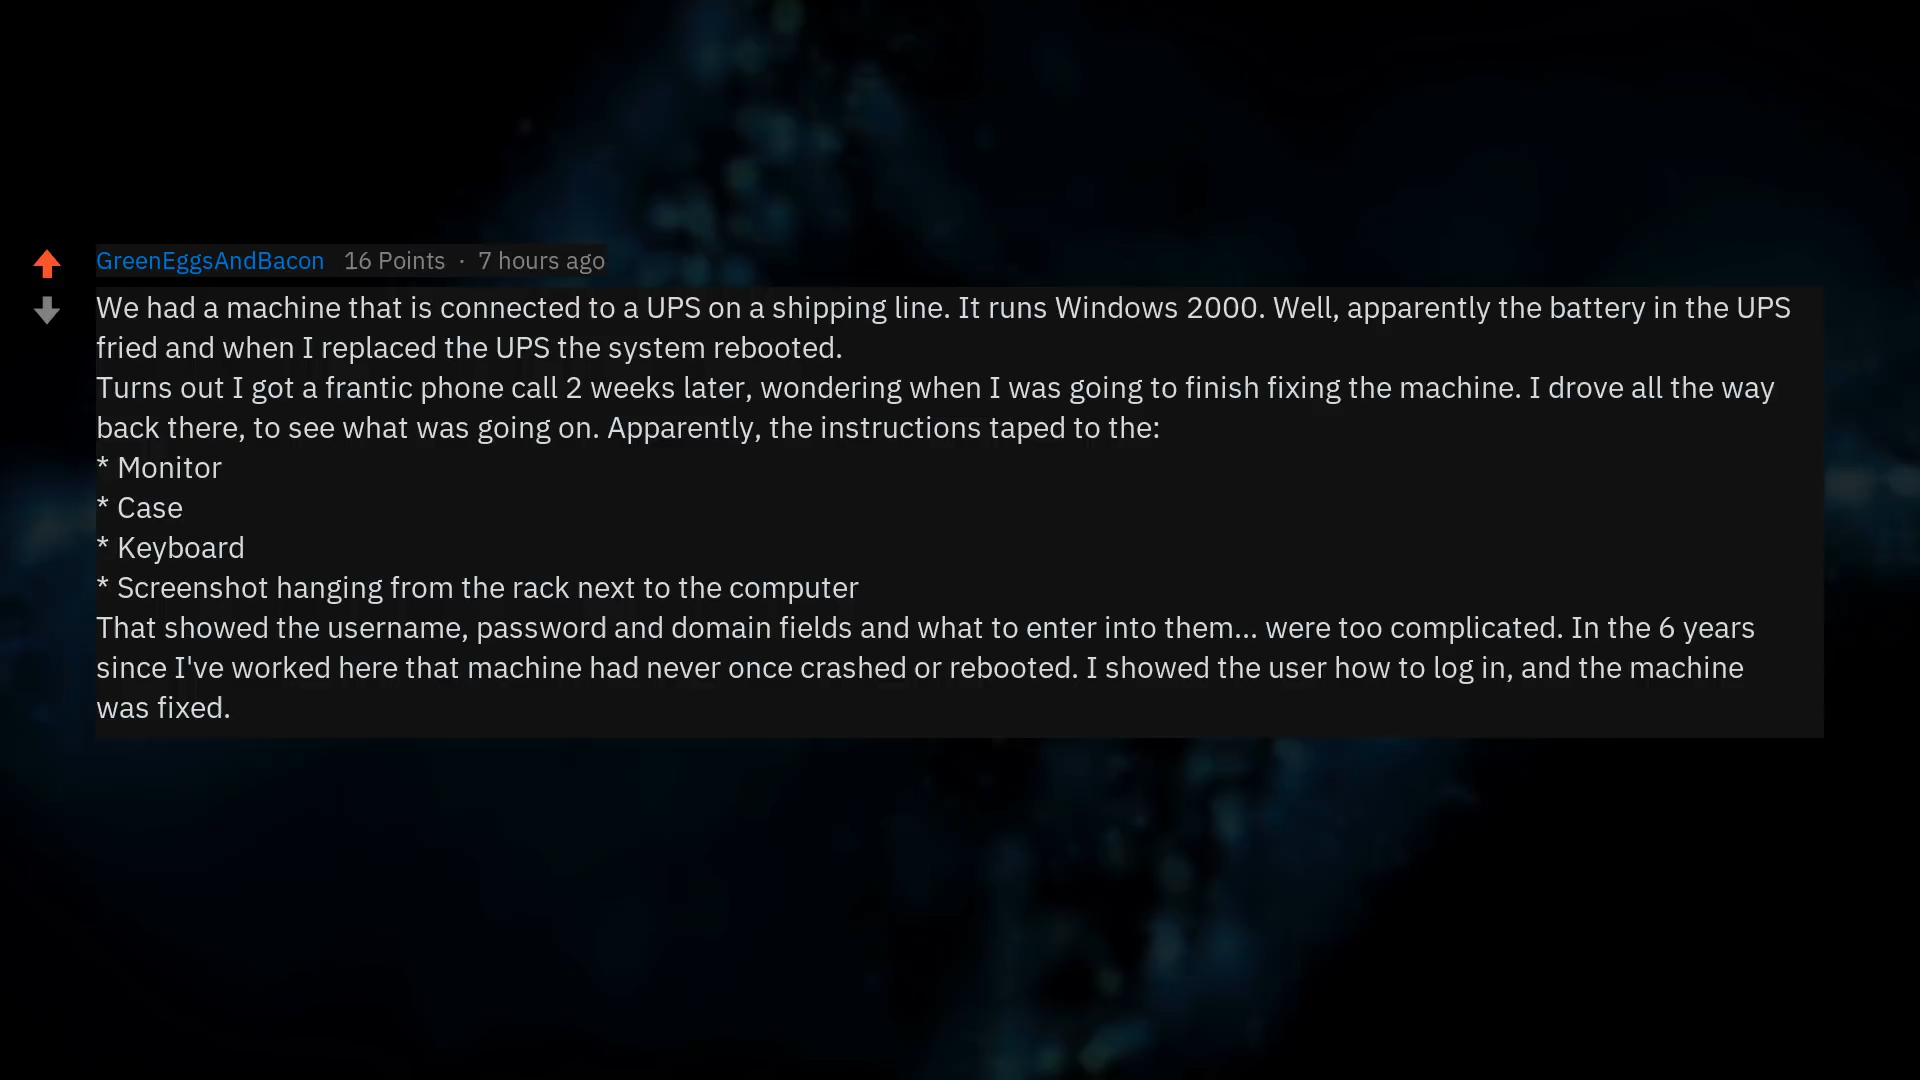 GreenEggsAndBacon 16 Points · 7 hours ago
We had a machine that is connected to a UPS on a shipping line. It runs Windows 2000. Well, apparently the battery in the UPS
fried and when I replaced the UPS the system rebooted.
Turns out I got a frantic phone call 2 weeks later, wondering when I was going to finish fixing the machine. I drove all the way
back there, to see what was going on. Apparently, the instructions taped to the:
* Monitor
* Case
* Keyboard
* Screenshot hanging from the rack next to the computer
That showed the username, password and domain fields and what to enter into them... were too complicated. In the 6 years
since I've worked here that machine had never once crashed or rebooted. I showed the user how to log in, and the machine
was fixed.